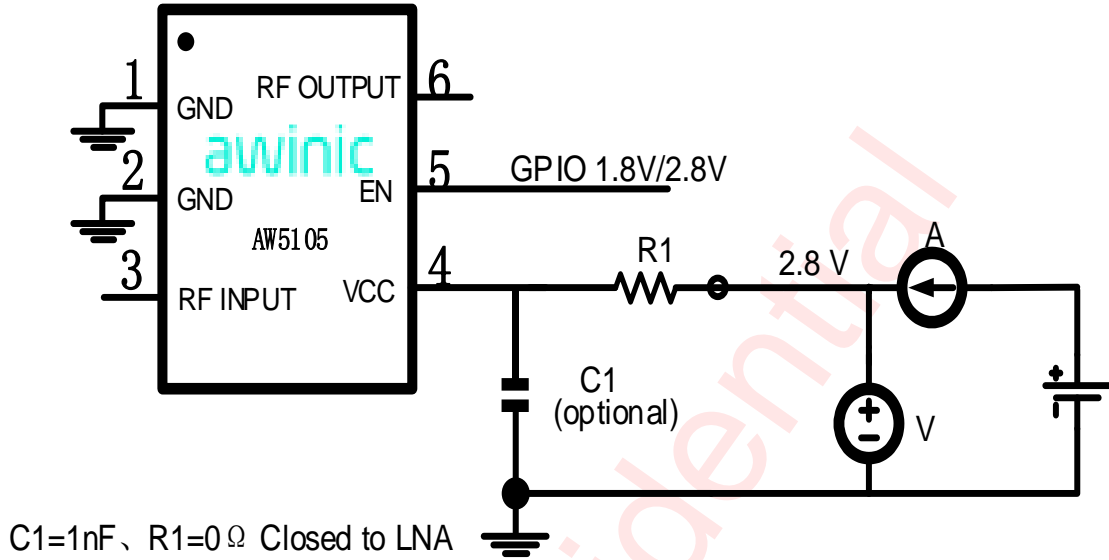 1
GND
RF OUTPUT
6
awinic
2
GND
EN
5
GPIO 1.8V/2.8V
AW5105
3
RF INPUT
VCC
4
R1
2.8 V
A
C1
(optional)
+
-
V
+
-
C1=1nF、R1=0Ω Closed to LNA